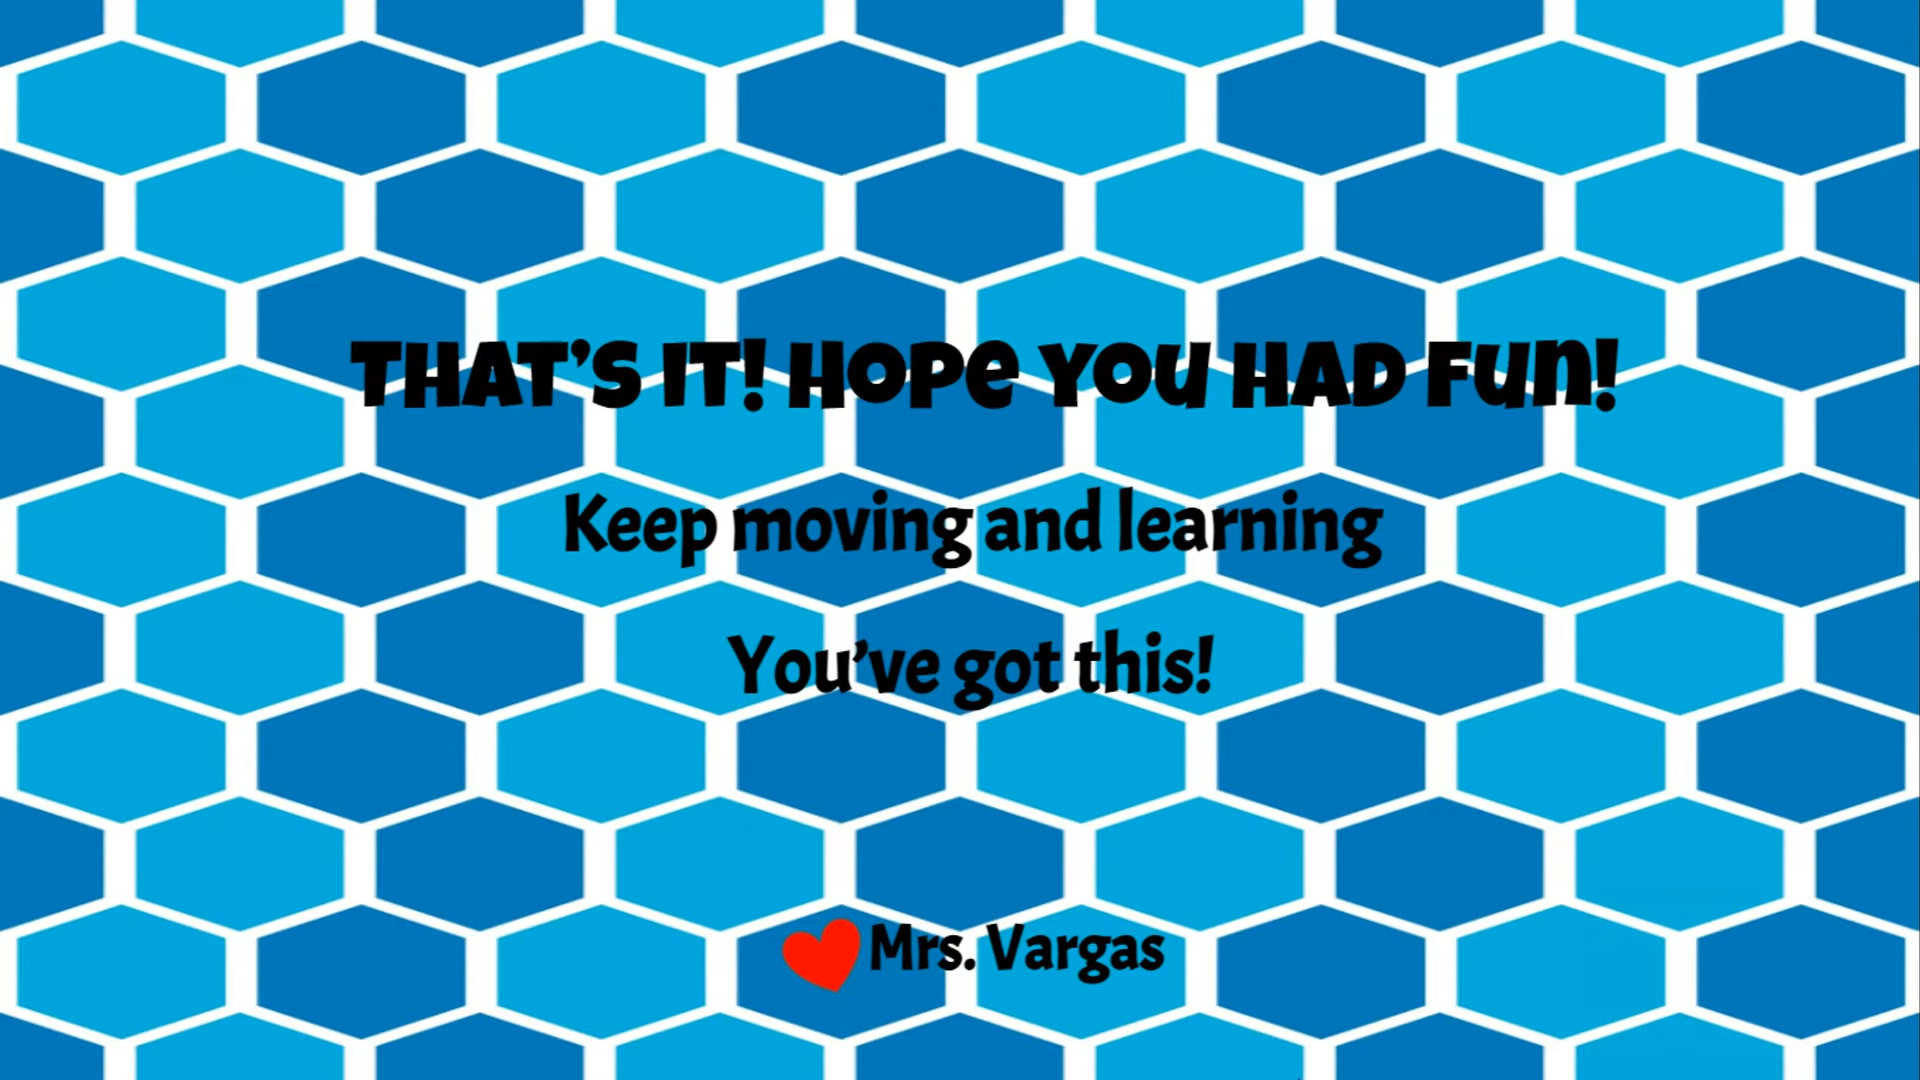 THAT'S IT! HOPE YOU HAD FUN!
Keep moving and learning
You've got this!
Mrs. Vargas